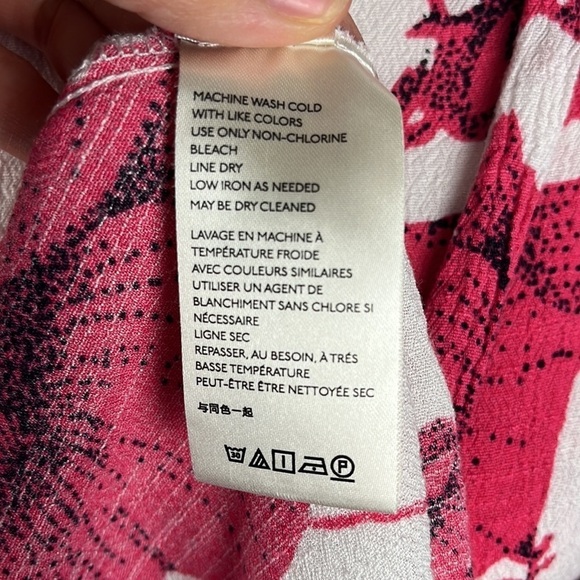 MACHINE WASH COLD
WITH LIKE COLORS
USE ONLY NON-CHLORINE
BLEACH
LINE DRY
LOW IRON AS NEEDED
MAY BE DRY CLEANED
LAVAGE EN MACHINE À
TEMPÉRATURE FROIDE
AVEC COULEURS SIMILAIRES
UTILISER UN AGENT DE
BLANCHIMENT SANS CHLORE SI
NÉCESSAIRE
LIGNE SEC
REPASSER, AU BESOIN, À TRÉS
BASSE TEMPÉRATURE
PEUT-ÊTRE ÊTRE NETTOYÉE SEC
与同色一起
30 P